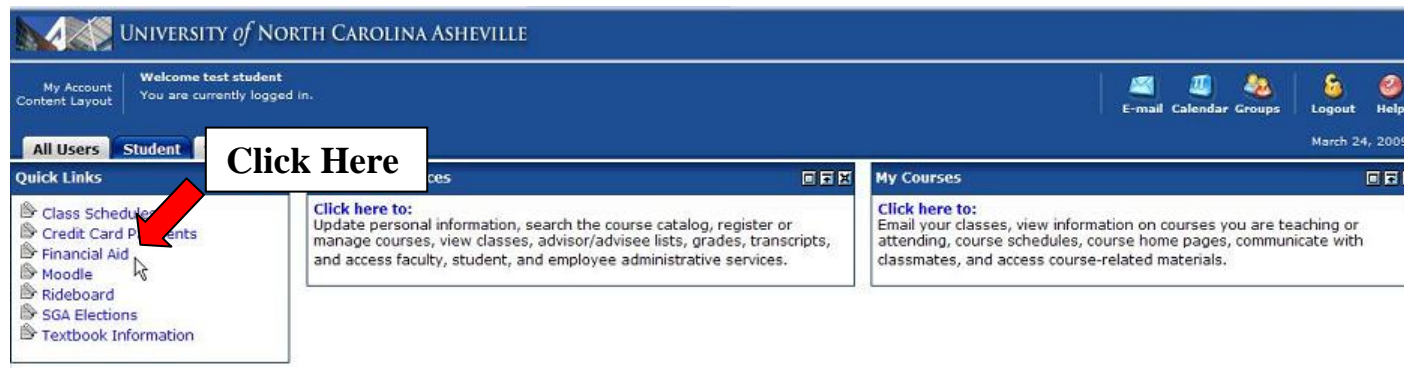 UNIVERSITY of NORTH CAROLINA ASHEVILLE
My Account
Content Layout
Welcome test student
You are currently logged in.
E-mail Calendar Groups Logout Help
March 24, 2009
All Users Student
Click Here
Quick Links
My Courses
Class Schedules
Credit Card
Financial Aid
Moodle
Rideboard
SGA Elections
Textbook Information
Click here to:
Update personal information, search the course catalog, register or
manage courses, view classes, advisor/advisee lists, grades, transcripts,
and access faculty, student, and employee administrative services.
Click here to:
Email your classes, view information on courses you are teaching or
attending, course schedules, course home pages, communicate with
classmates, and access course-related materials.